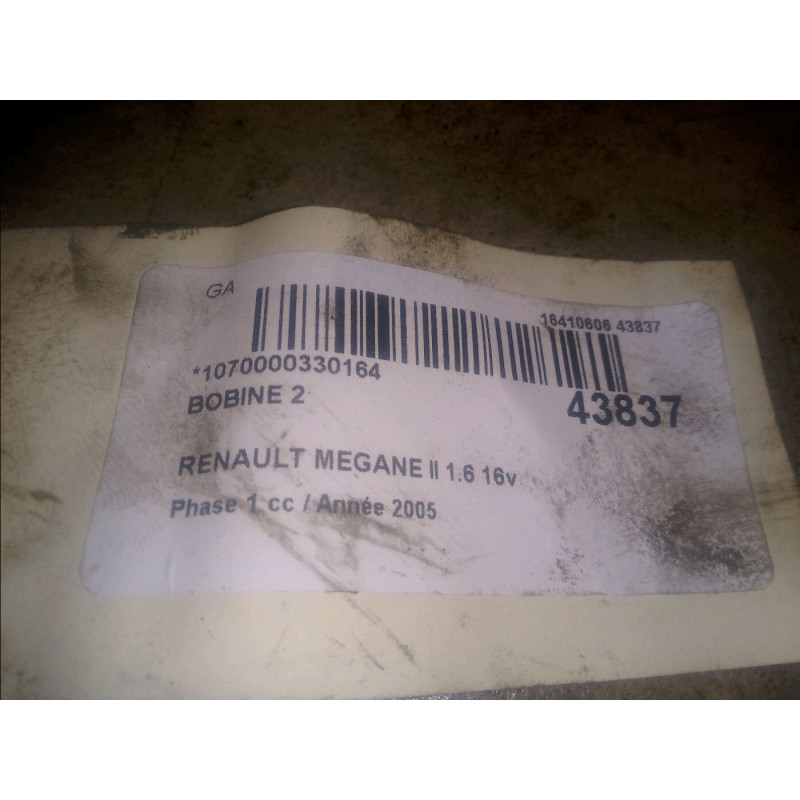 GA
16410606 43837
*1070000330164
BOBINE 2
43837
RENAULT MEGANE II 1.6 16v
Phase 1 cc / Année 2005